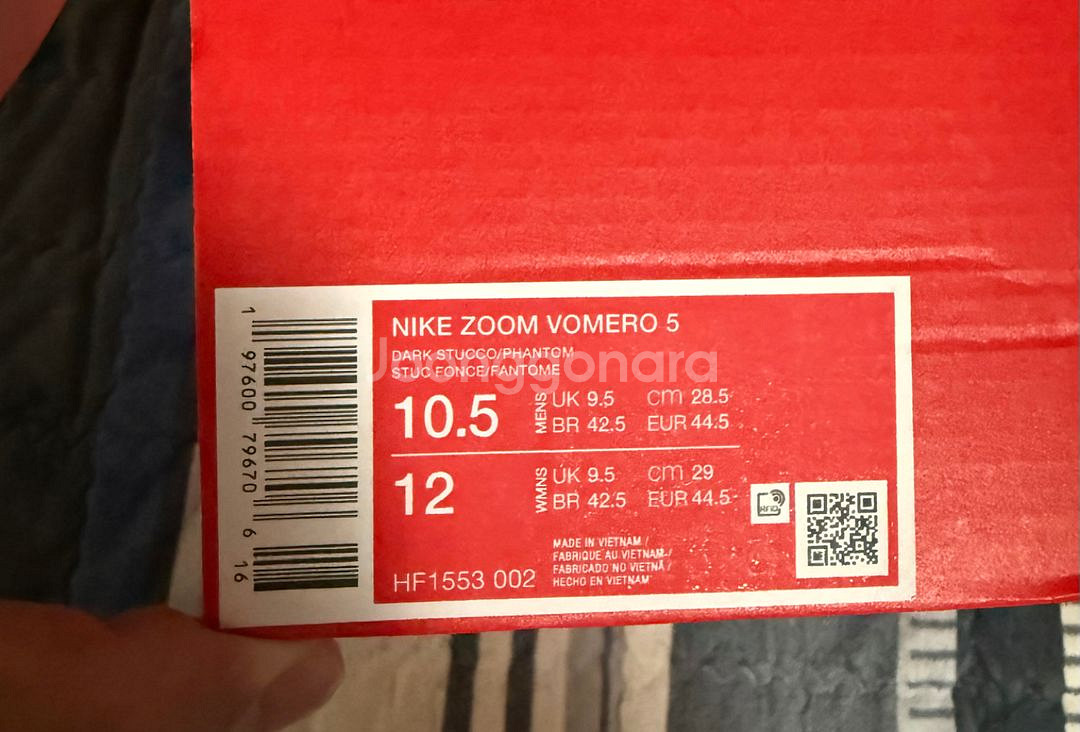 NIKE ZOOM VOMERO 5
DARK STUCCO/PHANTOM
STUC FONCE/FANTOME
Joonggonara
10.5 MENS UK 9.5 cm 28.5
BR 42.5 EUR 44.5
12 WMNS UK 9.5 cm 29
BR 42.5 EUR 44.5
RFID
MADE IN VIETNAM /
FABRIQUE AU VIETNAM /
FABRICADO NO VIETNÃ /
HECHO EN VIETNAM
HF1553 002
1 97600 79670 6 16